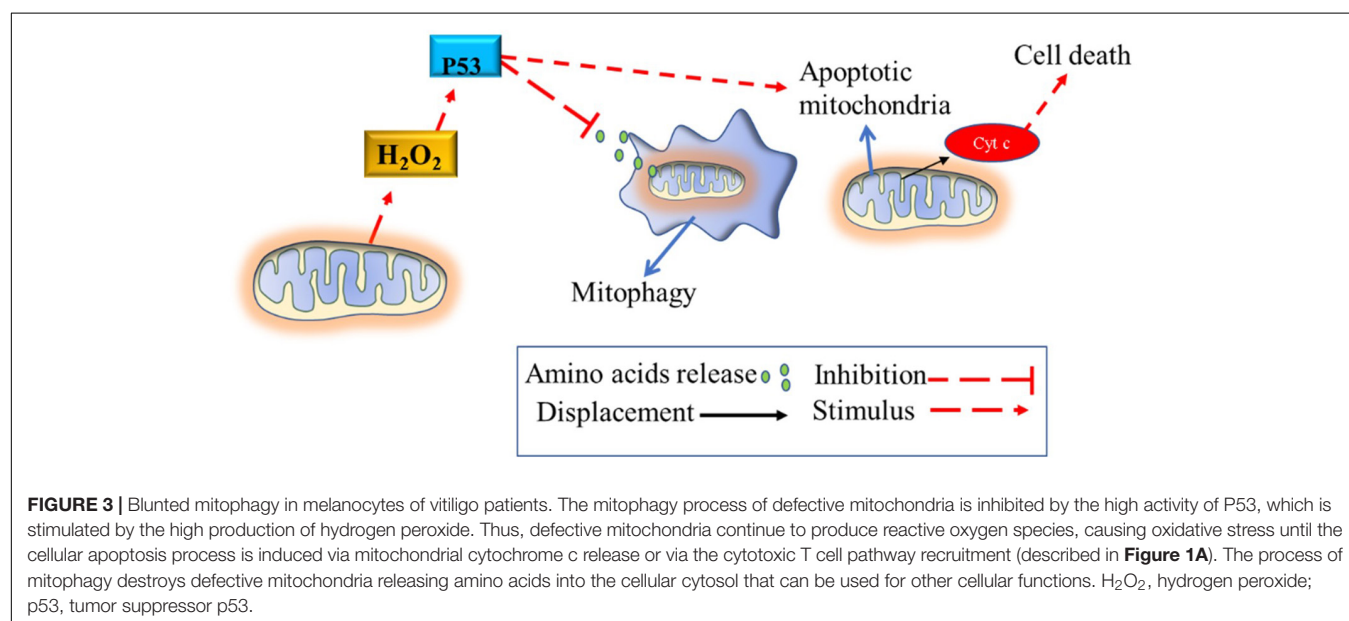 P53
Apoptotic
mitochondria
Cell death
H₂O₂
Cyt c
Mitophagy
Amino acids release Inhibition
Displacement Stimulus
FIGURE 3 | Blunted mitophagy in melanocytes of vitiligo patients. The mitophagy process of defective mitochondria is inhibited by the high activity of P53, which is
stimulated by the high production of hydrogen peroxide. Thus, defective mitochondria continue to produce reactive oxygen species, causing oxidative stress until the
cellular apoptosis process is induced via mitochondrial cytochrome c release or via the cytotoxic T cell pathway recruitment (described in Figure 1A). The process of
mitophagy destroys defective mitochondria releasing amino acids into the cellular cytosol that can be used for other cellular functions. H₂O₂, hydrogen peroxide;
p53, tumor suppressor p53.